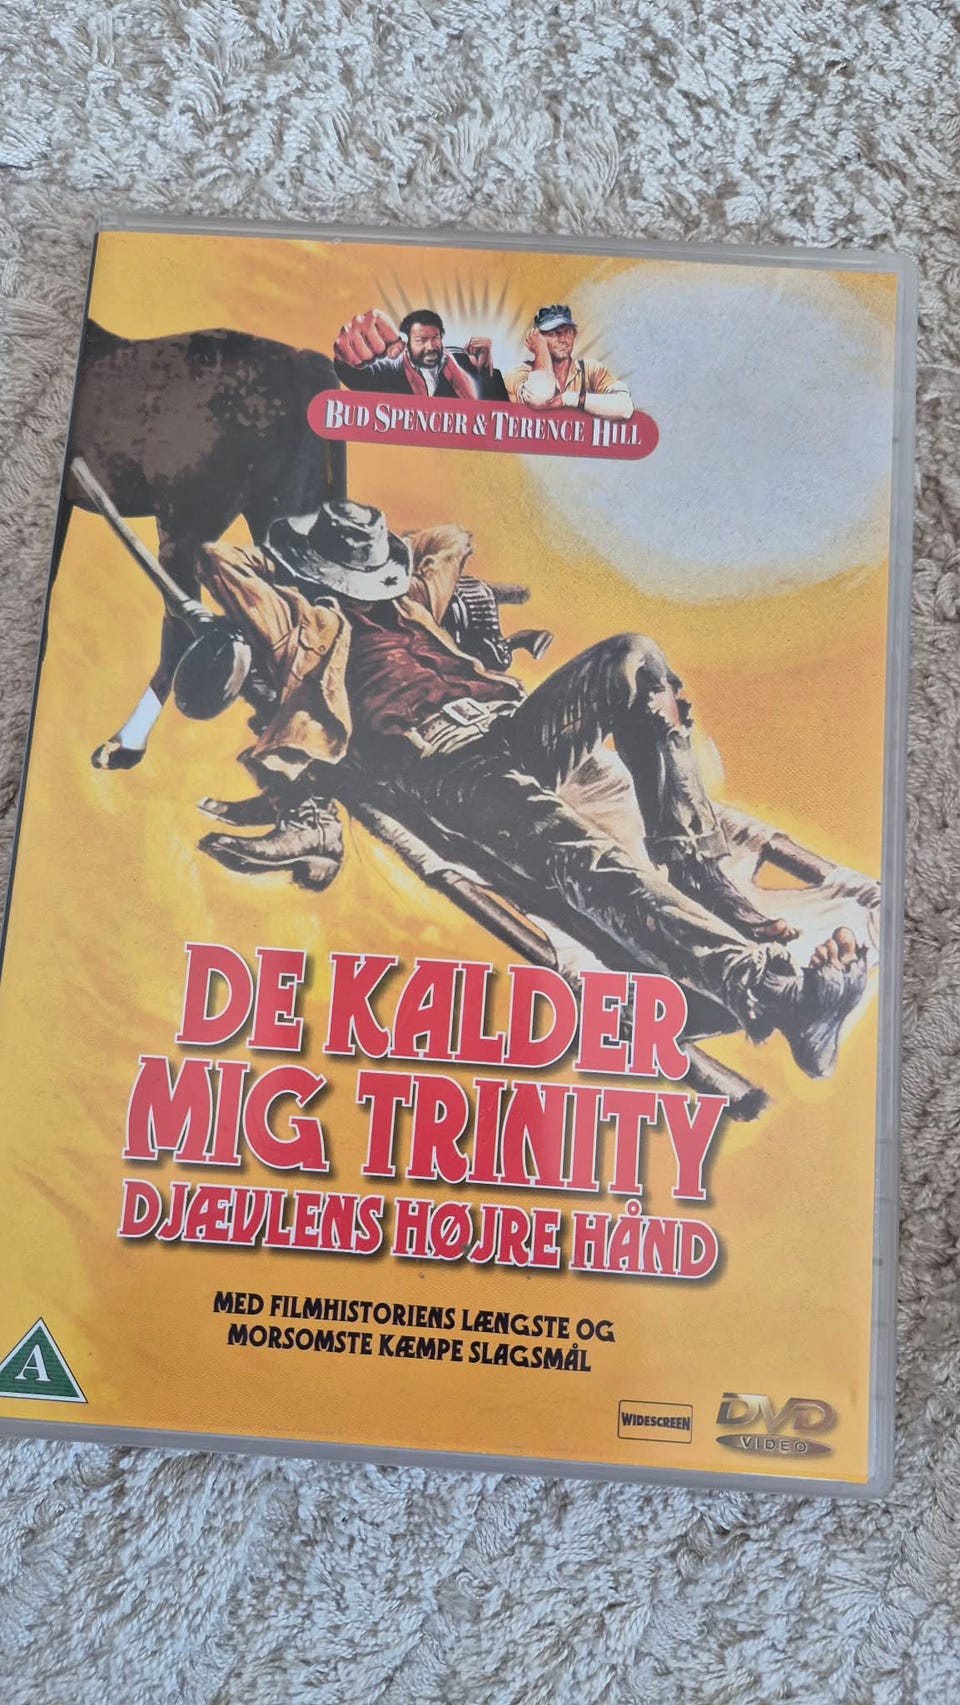 BUD SPENCER & TERENCE HILL
DE KALDER
MIG TRINITY
DJÆVLENS HØJRE HÅND
MED FILMHISTORIENS LÆNGSTE OG
MORSOMSTE KÆMPE SLAGSMÅL
A
WIDESCREEN
DVD
VIDEO